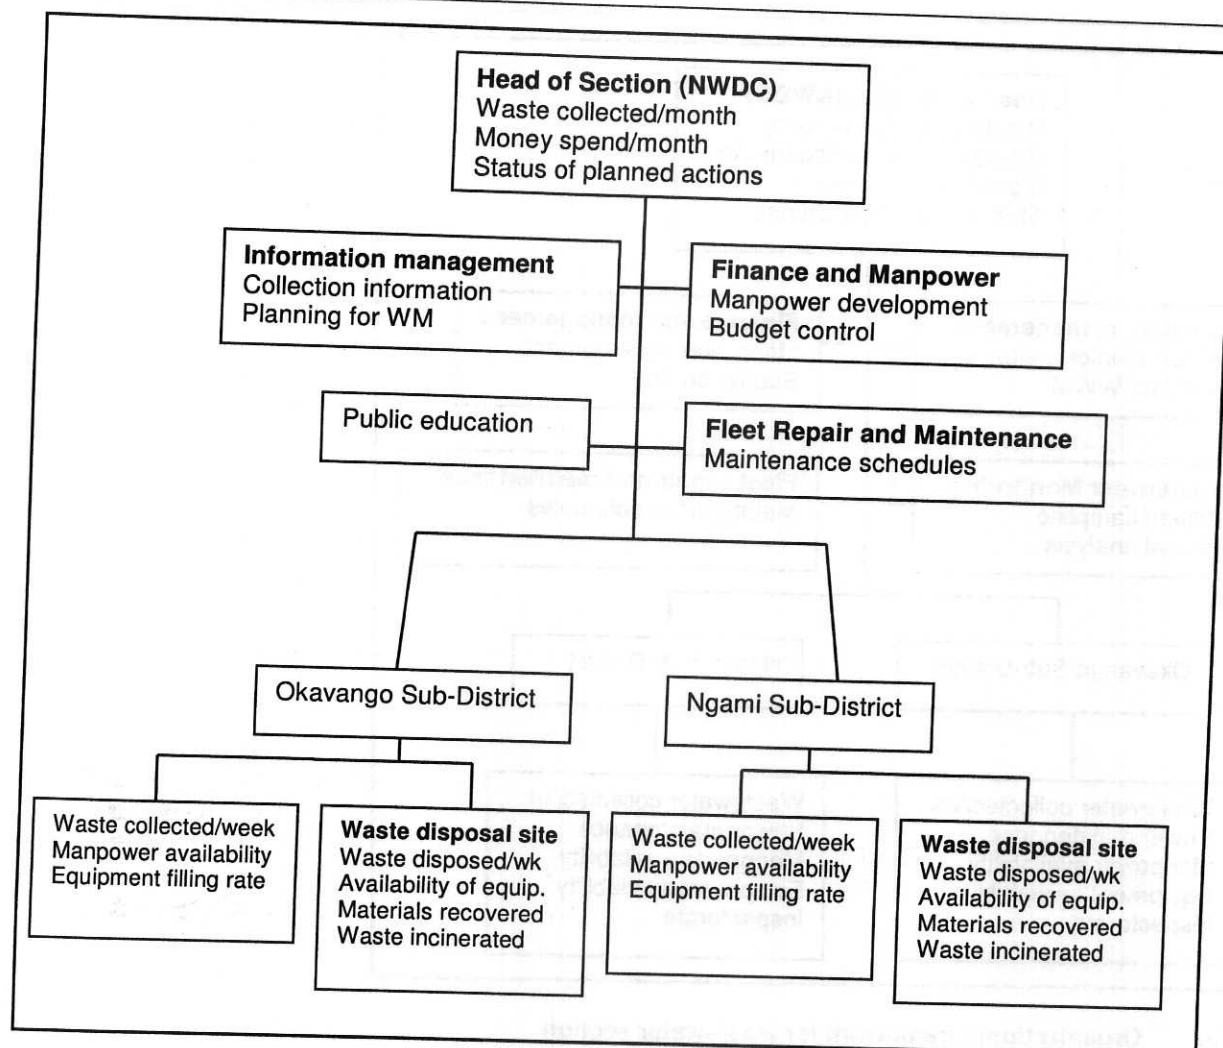 Head of Section (NWDC)
Waste collected/month
Money spend/month
Status of planned actions
Information management
Collection information
Planning for WM
Finance and Manpower
Manpower development
Budget control
Public education
Fleet Repair and Maintenance
Maintenance schedules
Okavango Sub-District
Ngami Sub-District
Waste collected/week
Manpower availability
Equipment filling rate
Waste disposal site
Waste disposed/wk
Availability of equip.
Materials recovered
Waste incinerated
Waste collected/week
Manpower availability
Equipment filling rate
Waste disposal site
Waste disposed/wk
Availability of equip.
Materials recovered
Waste incinerated